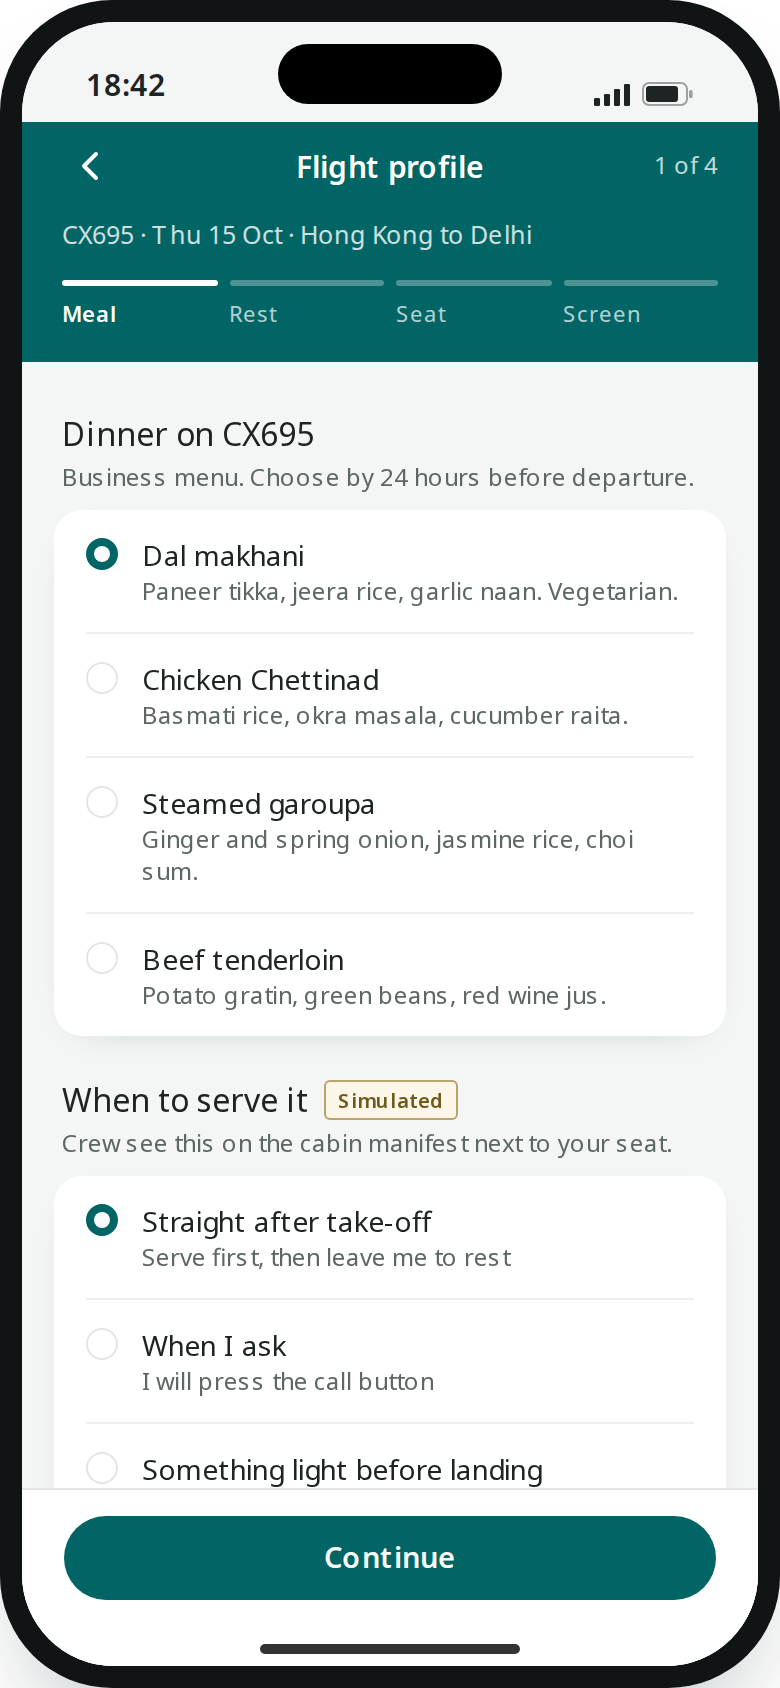 18:42
Flight profile
1 of 4
CX695 · Thu 15 Oct · Hong Kong to Delhi
Meal
Rest
Seat
Screen
Dinner on CX695
Business menu. Choose by 24 hours before departure.
Dal makhani
Paneer tikka, jeera rice, garlic naan. Vegetarian.
Chicken Chettinad
Basmati rice, okra masala, cucumber raita.
Steamed garoupa
Ginger and spring onion, jasmine rice, choi
sum.
Beef tenderloin
Potato gratin, green beans, red wine jus.
When to serve it
Simulated
Crew see this on the cabin manifest next to your seat.
Straight after take-off
Serve first, then leave me to rest
When I ask
I will press the call button
Something light before landing
Continue